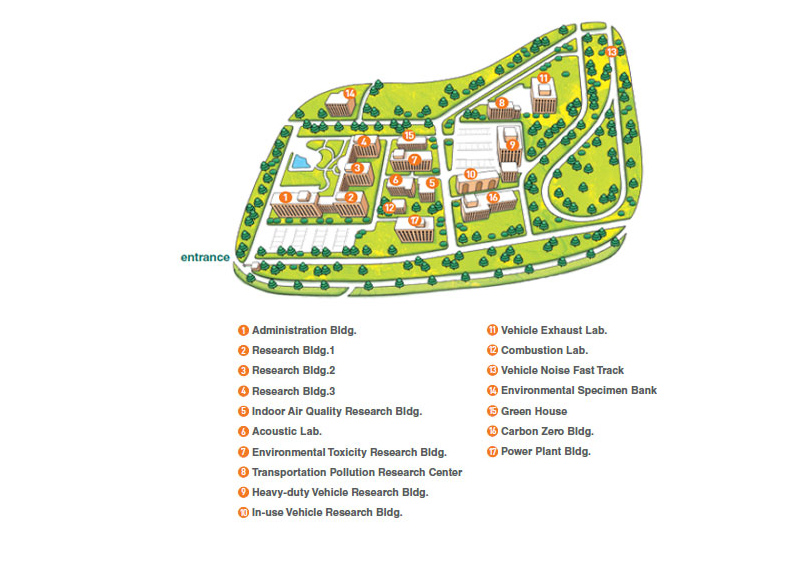 13
11
14
8
15
4
9
7
3
10
6
5
1
2
16
12
17
entrance
1 Administration Bldg.
2 Research Bldg.1
3 Research Bldg.2
4 Research Bldg.3
5 Indoor Air Quality Research Bldg.
6 Acoustic Lab.
7 Environmental Toxicity Research Bldg.
8 Transportation Pollution Research Center
9 Heavy-duty Vehicle Research Bldg.
10 In-use Vehicle Research Bldg.
11 Vehicle Exhaust Lab.
12 Combustion Lab.
13 Vehicle Noise Fast Track
14 Environmental Specimen Bank
15 Green House
16 Carbon Zero Bldg.
17 Power Plant Bldg.